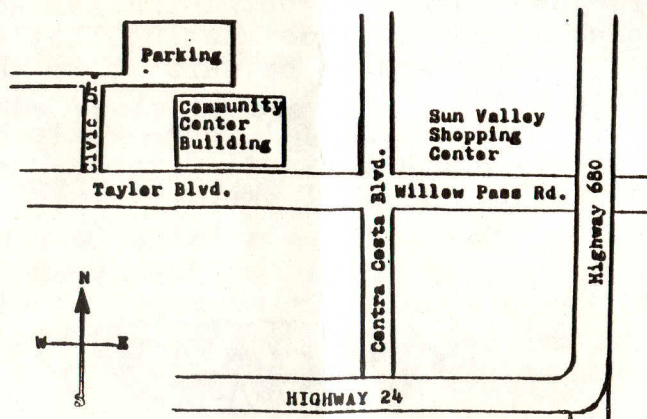 Parking
Civic Dr.
Community
Center
Building
Sun Valley
Shopping
Center
Taylor Blvd.
Contra Costa Blvd.
Willow Pass Rd.
Highway 680
N
W
E
S
HIGHWAY 24